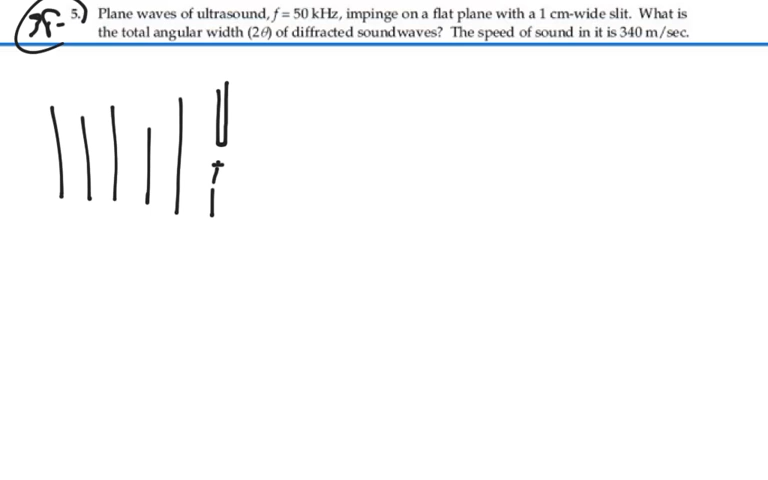 5.) Plane waves of ultrasound, f = 50 kHz, impinge on a flat plane with a 1 cm-wide slit. What is
the total angular width (2θ) of diffracted soundwaves? The speed of sound in it is 340 m/sec.